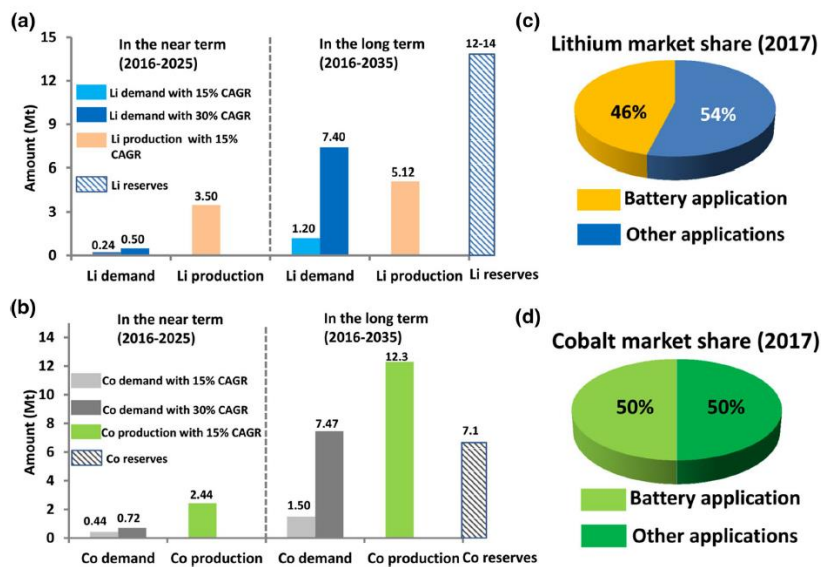 (a)
In the near term
(2016-2025)
In the long term
(2016-2035)
12-14
15
12
9
6
3
0
Amount (Mt)
Li demand with 15% CAGR
Li demand with 30% CAGR
Li production with 15%
CAGR
Li reserves
0.24
0.50
3.50
1.20
7.40
5.12
Li demand
Li production
Li demand
Li production
Li reserves
(b)
In the near term
(2016-2025)
In the long term
(2016-2035)
14
12
10
8
6
4
2
0
Amount (Mt)
Co demand with 15% CAGR
Co demand with 30% CAGR
Co production with 15% CAGR
Co reserves
0.44
0.72
2.44
1.50
7.47
12.3
7.1
Co demand
Co production
Co demand
Co production
Co reserves
(c)
Lithium market share (2017)
46%
54%
Battery application
Other applications
(d)
Cobalt market share (2017)
50%
50%
Battery application
Other applications